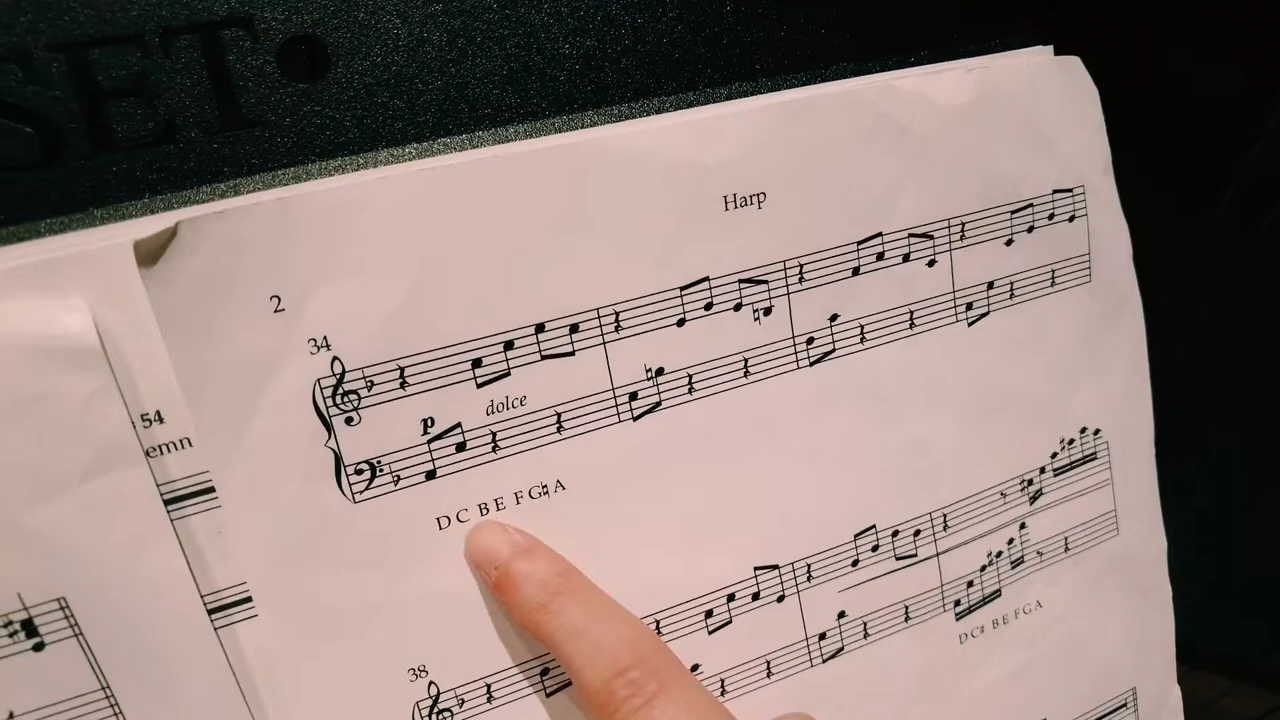 SET•
Harp
2
34
p
dolce
54
emn
D C B E F G♮ A
38
D C♯ B E F G A